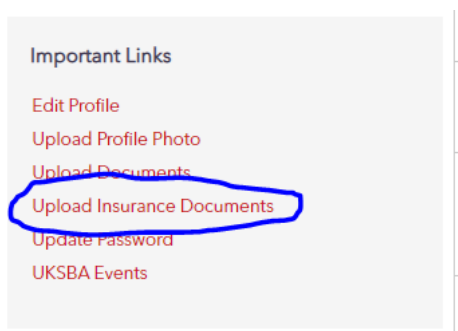 Important Links
Edit Profile
Upload Profile Photo
Upload Documents
Upload Insurance Documents
Update Password
UKSBA Events